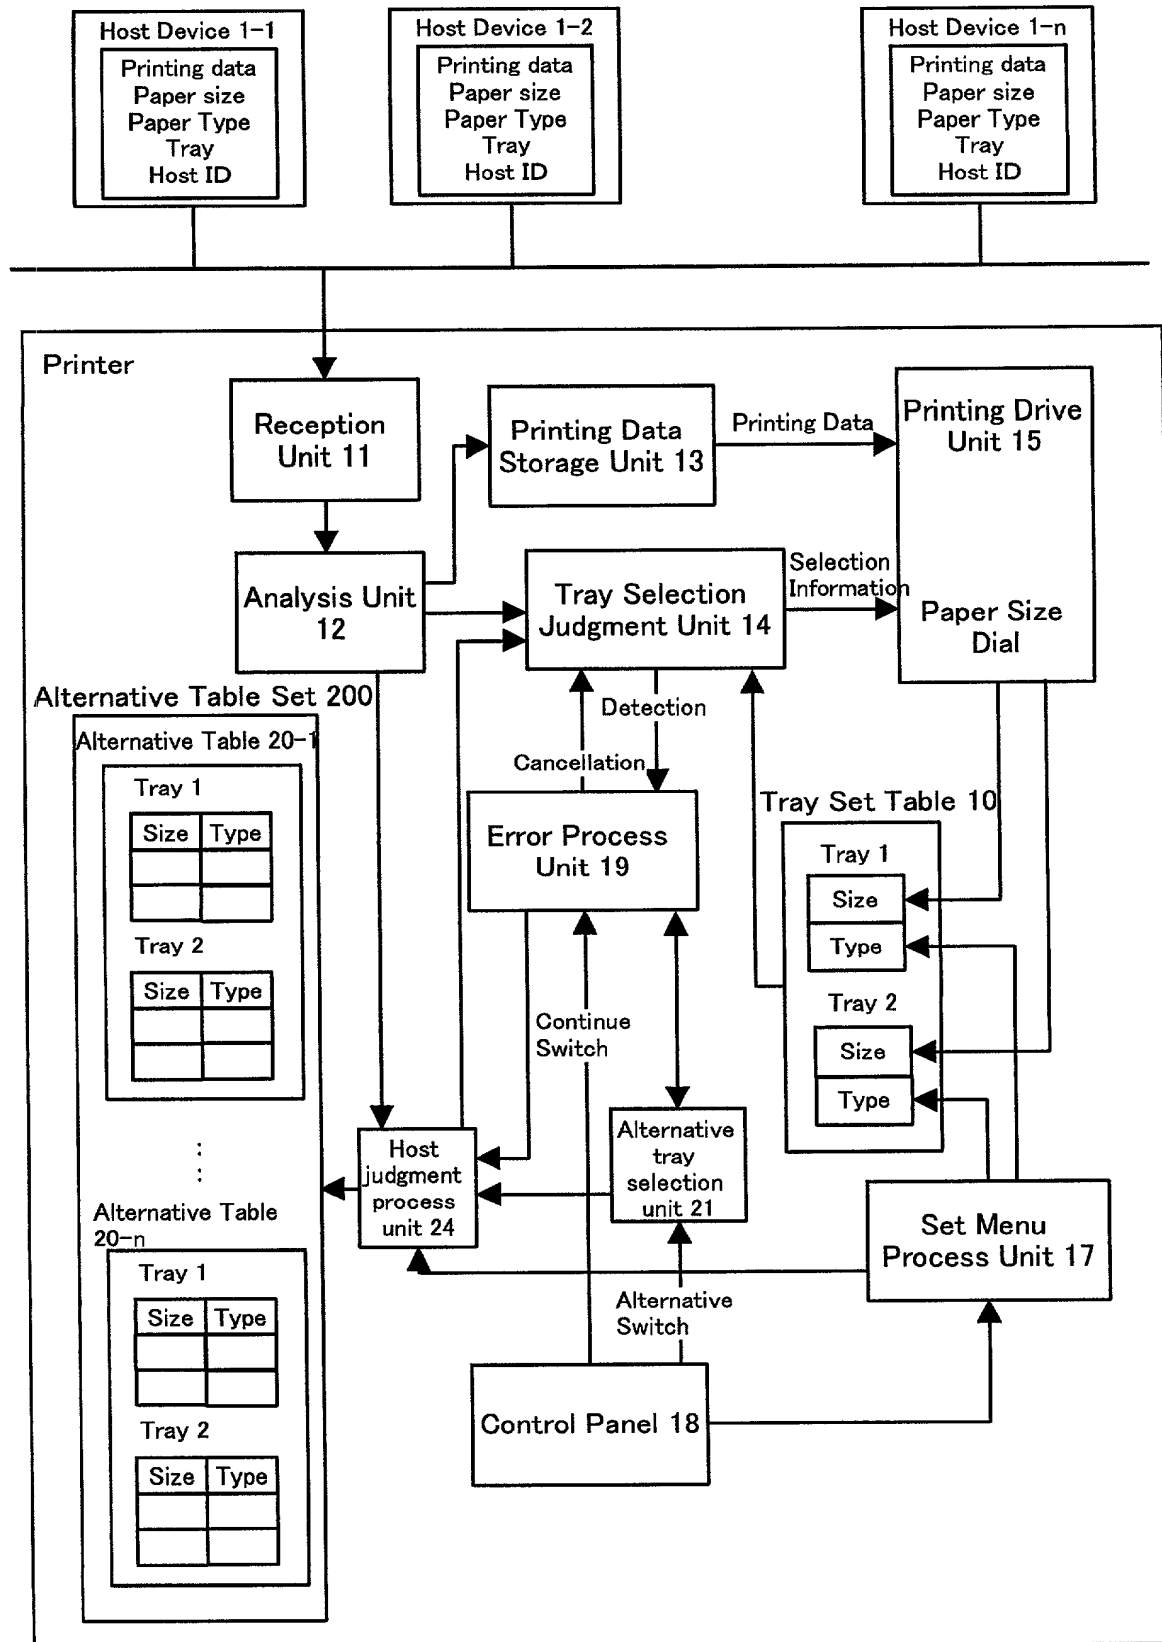 Host Device 1-1
Printing data
Paper size
Paper Type
Tray
Host ID
Host Device 1-2
Printing data
Paper size
Paper Type
Tray
Host ID
Host Device 1-n
Printing data
Paper size
Paper Type
Tray
Host ID
Printer
Reception
Unit 11
Printing Data
Storage Unit 13
Printing Data
Printing Drive
Unit 15
Paper Size
Dial
Analysis Unit
12
Tray Selection
Judgment Unit 14
Selection
Information
Alternative Table Set 200
Alternative Table 20-1
Tray 1
Size Type
Tray 2
Size Type
Detection
Cancellation
Error Process
Unit 19
Tray Set Table 10
Tray 1
Size
Type
Tray 2
Size
Type
Continue
Switch
Host
judgment
process
unit 24
Alternative
tray
selection
unit 21
Set Menu
Process Unit 17
Alternative Table
20-n
Tray 1
Size Type
Tray 2
Size Type
Alternative
Switch
Control Panel 18